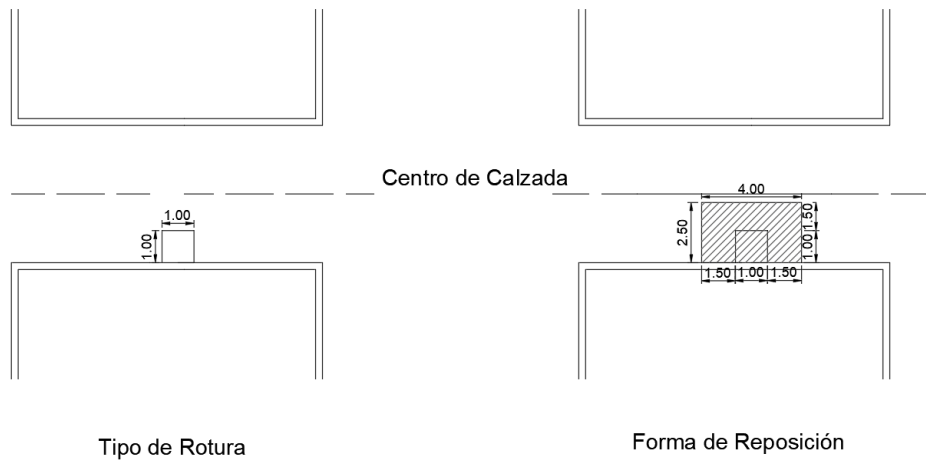 Centro de Calzada
1.00
1.00
4.00
2.50
1.50
1.00
1.50 1.00 1.50
Tipo de Rotura
Forma de Reposición